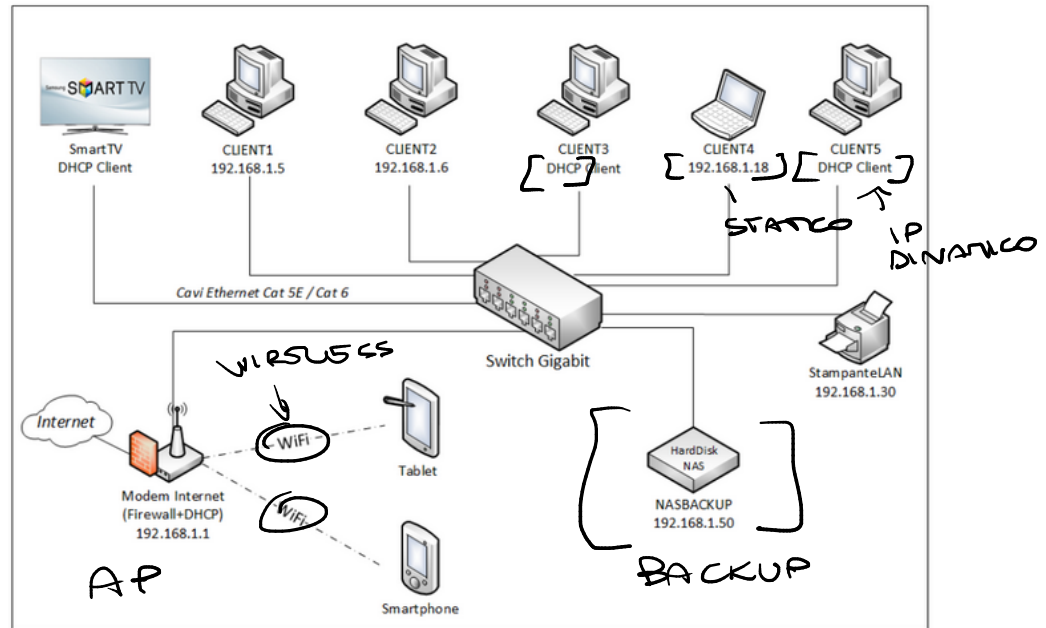 Samsung SMART TV
SmartTV
DHCP Client
CLIENT1
192.168.1.5
CLIENT2
192.168.1.6
CLIENT3
DHCP Client
CLIENT4
192.168.1.18
CLIENT5
DHCP Client
STATICO
IP
DINAMICO
Cavi Ethernet Cat 5E / Cat 6
Switch Gigabit
StampanteLAN
192.168.1.30
WIRELESS
Internet
WiFi
WiFi
Tablet
Modem Internet
(Firewall+DHCP)
192.168.1.1
HardDisk
NAS
NASBACKUP
192.168.1.50
AP
BACKUP
Smartphone